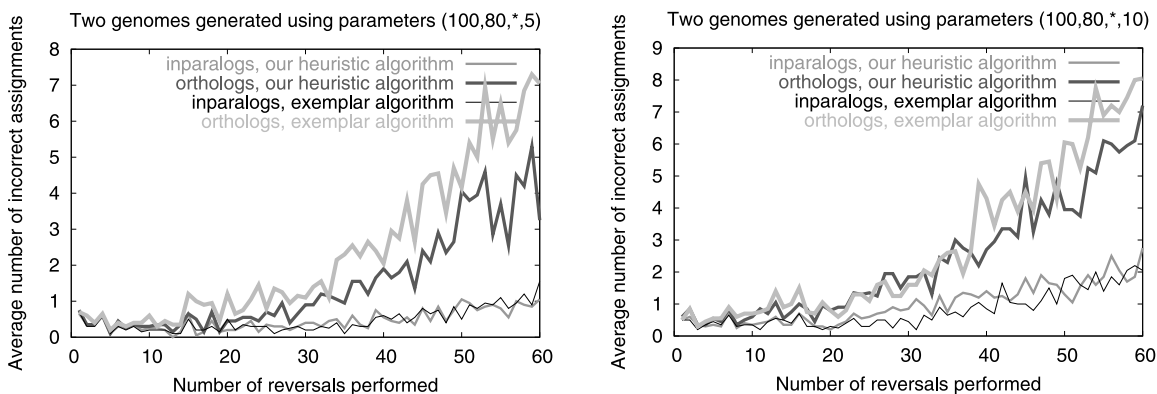 Two genomes generated using parameters (100,80,*,5)
Average number of incorrect assignments
8
7
6
5
4
3
2
1
0
inparalogs, our heuristic algorithm
orthologs, our heuristic algorithm
inparalogs, exemplar algorithm
orthologs, exemplar algorithm
0 10 20 30 40 50 60
Number of reversals performed
Two genomes generated using parameters (100,80,*,10)
Average number of incorrect assignments
9
8
7
6
5
4
3
2
1
0
inparalogs, our heuristic algorithm
orthologs, our heuristic algorithm
inparalogs, exemplar algorithm
orthologs, exemplar algorithm
0 10 20 30 40 50 60
Number of reversals performed